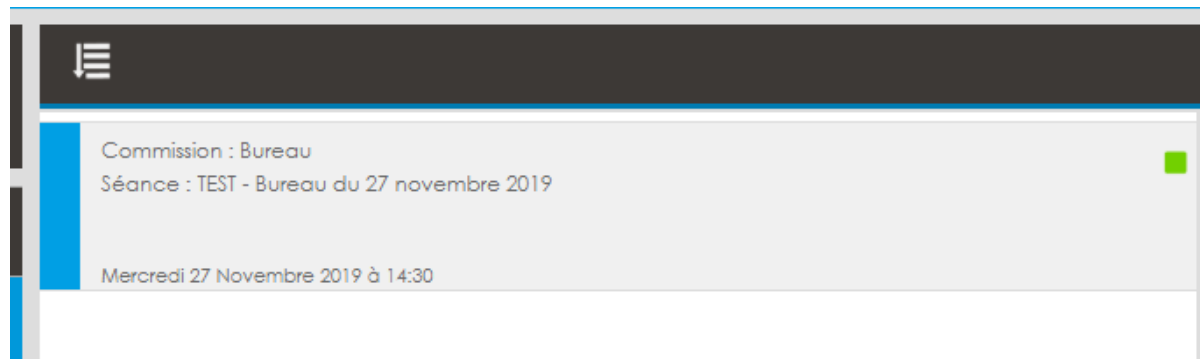 Commission : Bureau
Séance : TEST - Bureau du 27 novembre 2019
Mercredi 27 Novembre 2019 à 14:30